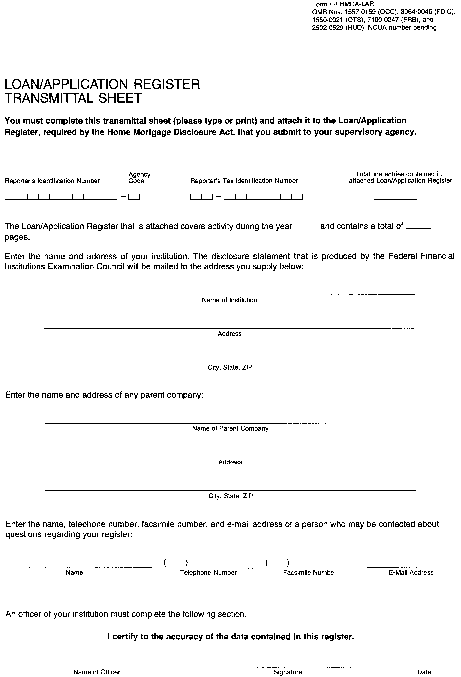 Form FR HMDA-LAR
OMB Nos. 1557-0159 (OCC), 3064-0046 (FDIC),
1550-0021 (OTS), 7100-0247 (FRB), and
2502-0529 (HUD) NCUA number pending
LOAN/APPLICATION REGISTER
TRANSMITTAL SHEET
You must complete this transmittal sheet (please type or print) and attach it to the Loan/Application
Register, required by the Home Mortgage Disclosure Act, that you submit to your supervisory agency.
Reporter's Identification Number
Agency
Code
Reporter's Tax Identification Number
Total line entries contained in
attached Loan/Application Register
The Loan/Application Register that is attached covers activity during the year and contains a total of
pages.
Enter the name and address of your institution. The disclosure statement that is produced by the Federal Financial
Institutions Examination Council will be mailed to the address you supply below:
Name of Institution
Address
City, State, ZIP
Enter the name and address of any parent company:
Name of Parent Company
Address
City, State, ZIP
Enter the name, telephone number, facsimile number, and e-mail address of a person who may be contacted about
questions regarding your register:
( ) ( )
Name Telephone Number Facsimile Number E-Mail Address
An officer of your institution must complete the following section.
I certify to the accuracy of the data contained in this register.
Name of Officer Signature Date